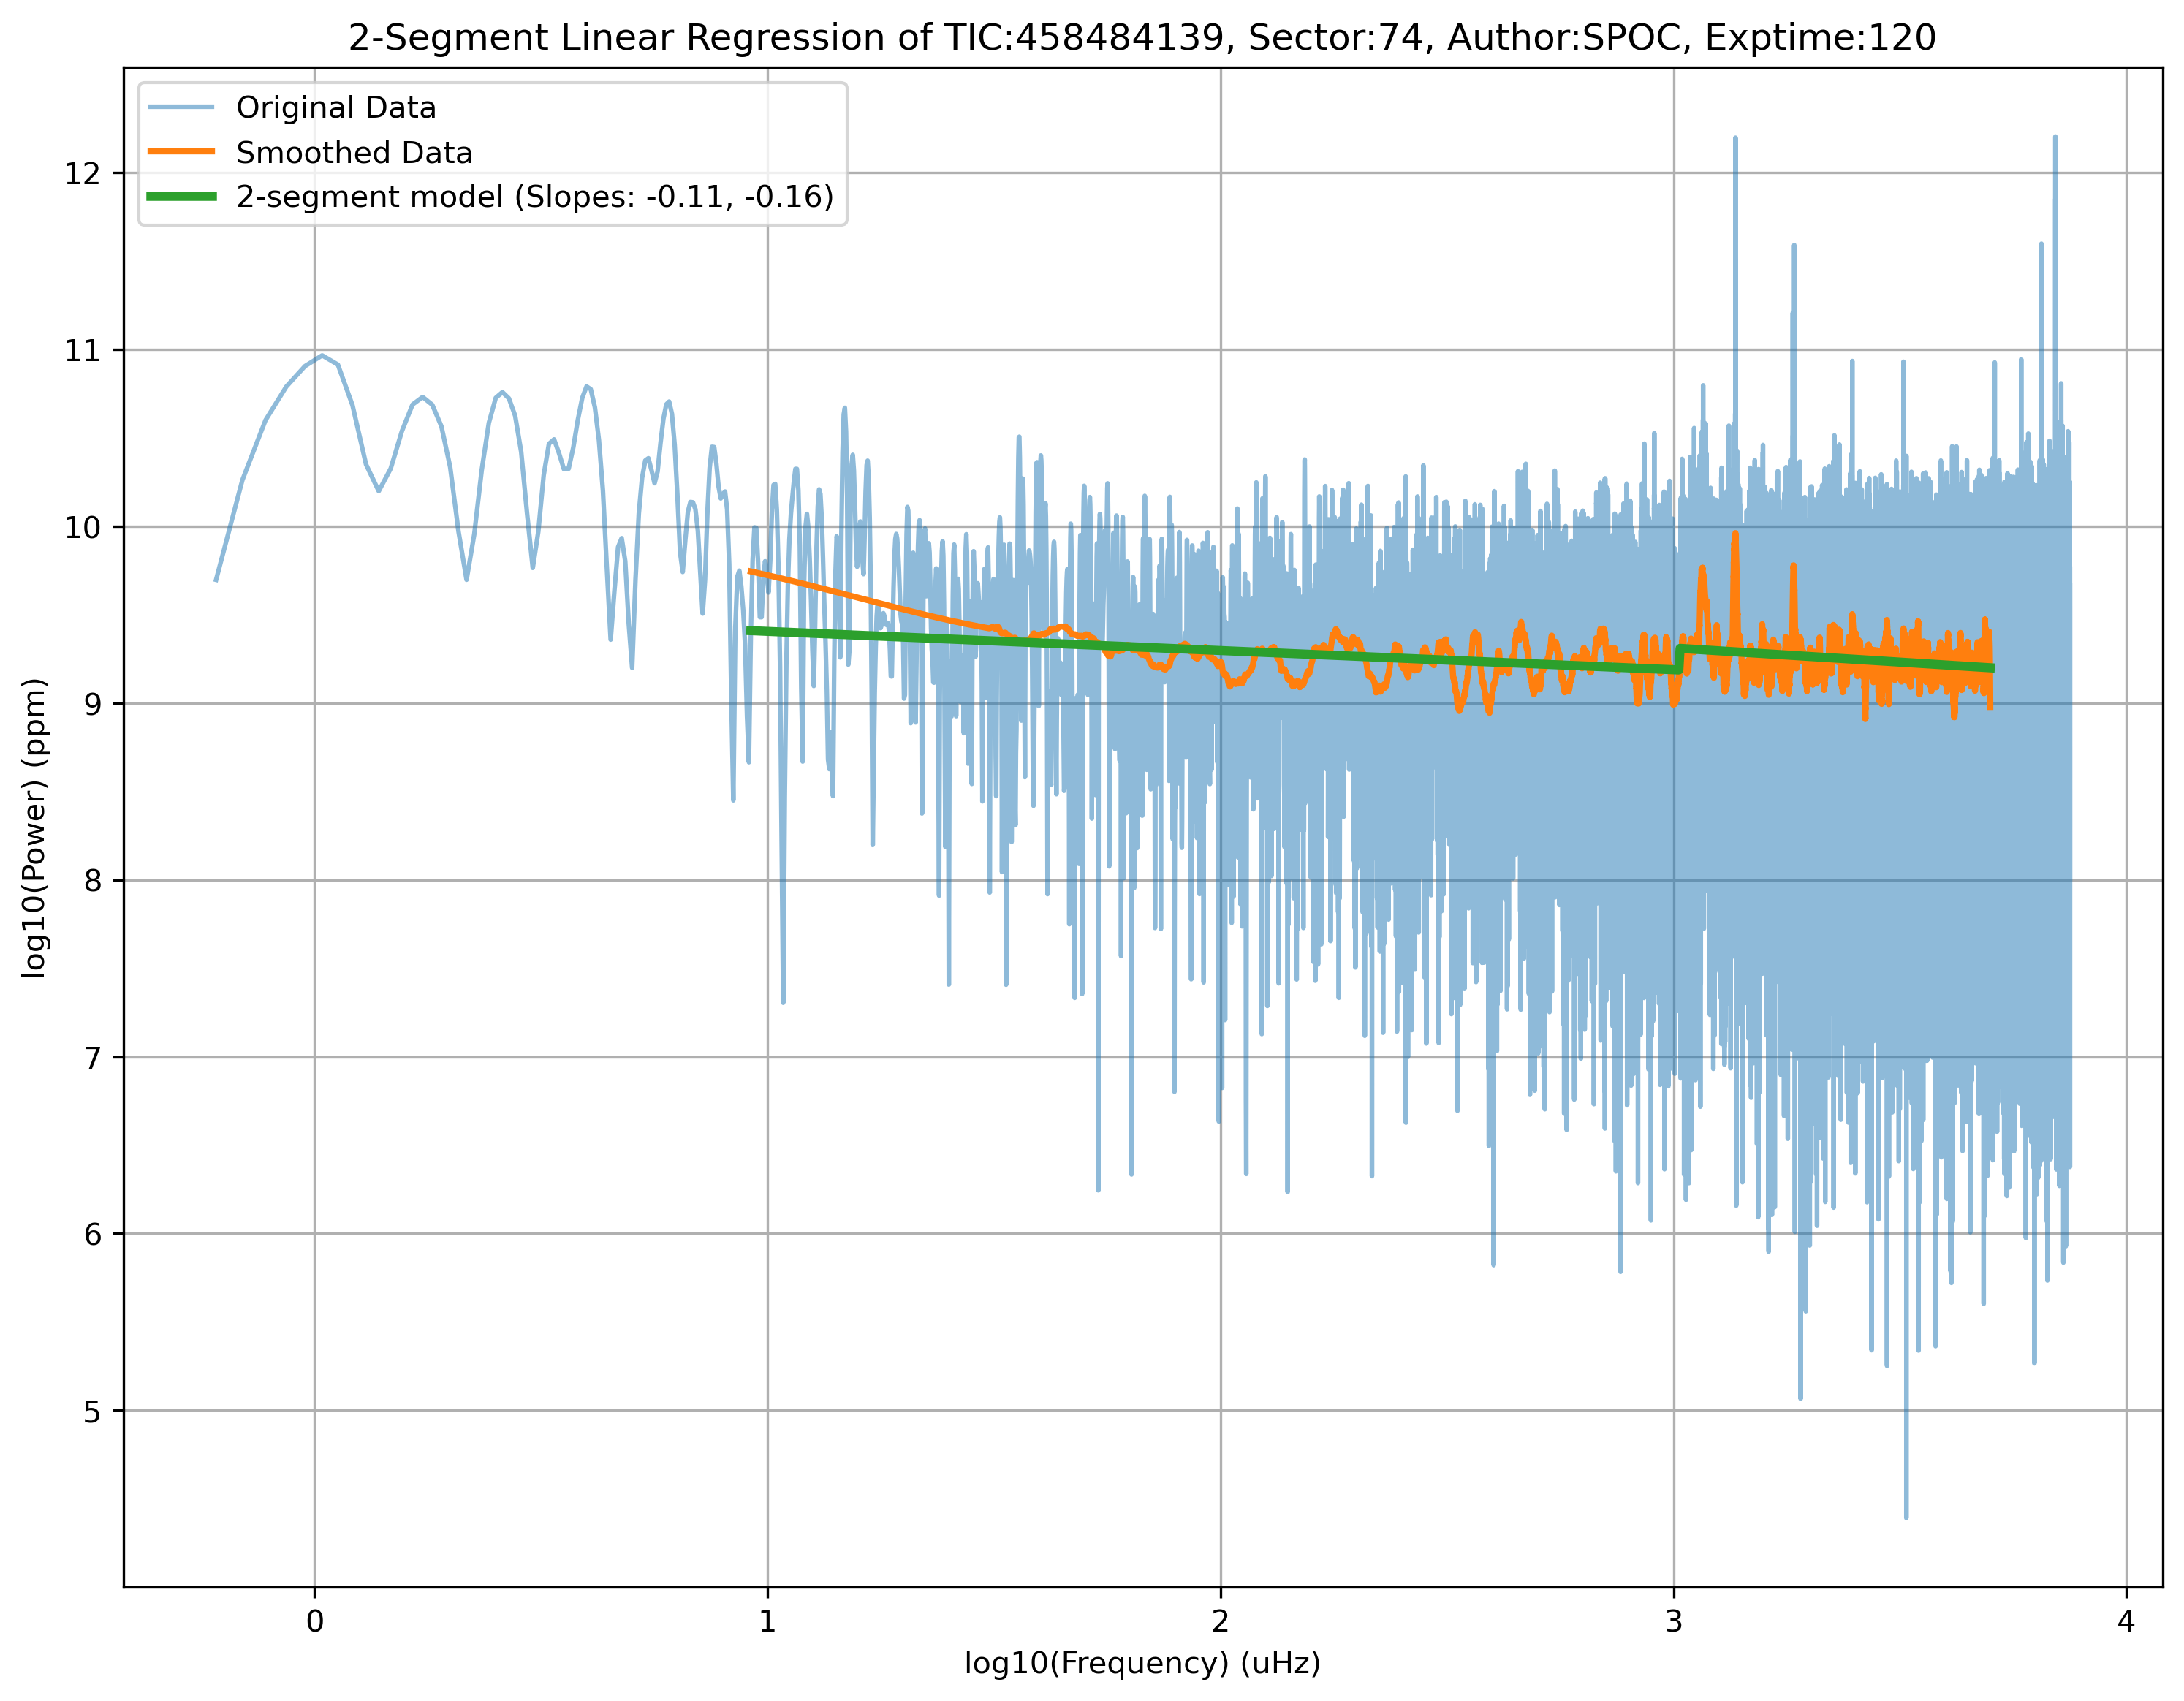 2-Segment Linear Regression of TIC:458484139, Sector:74, Author:SPOC, Exptime:120
Original Data
Smoothed Data
2-segment model (Slopes: -0.11, -0.16)
log10(Power) (ppm)
12
11
10
9
8
7
6
5
0
1
2
3
4
log10(Frequency) (uHz)